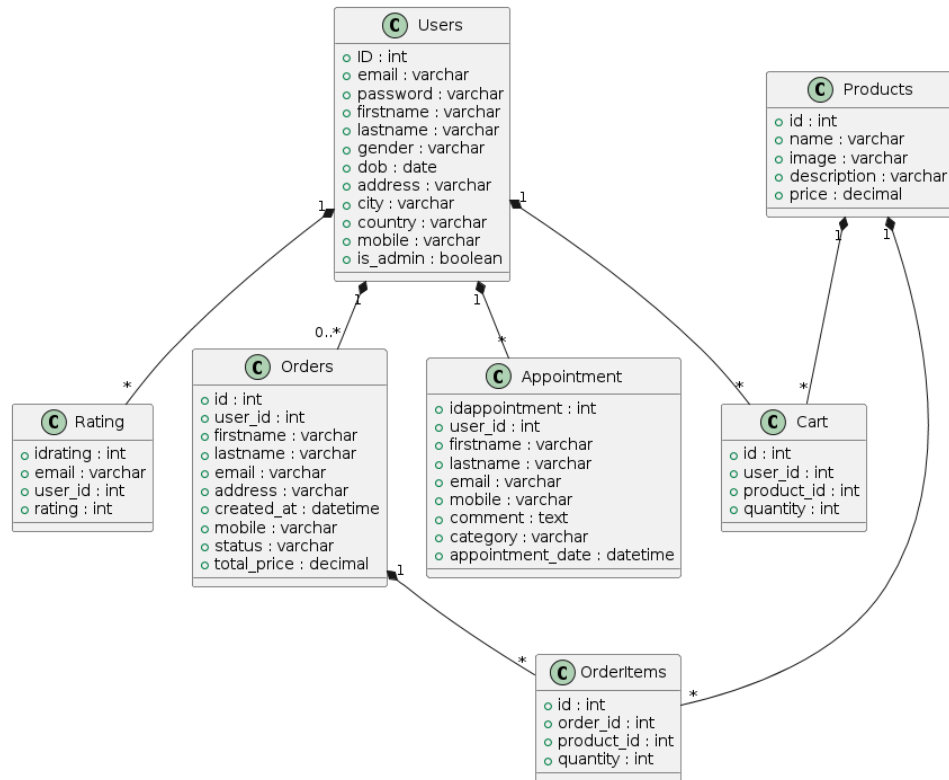 C Users
ID : int
email : varchar
password : varchar
firstname : varchar
lastname : varchar
gender : varchar
dob : date
address : varchar
city : varchar
country : varchar
mobile : varchar
is_admin : boolean
C Products
id : int
name : varchar
image : varchar
description : varchar
price : decimal
1
1
1
1
1
1
0..*
*
*
*
*
C Rating
idrating : int
email : varchar
user_id : int
rating : int
C Orders
id : int
user_id : int
firstname : varchar
lastname : varchar
email : varchar
address : varchar
created_at : datetime
mobile : varchar
status : varchar
total_price : decimal
C Appointment
idappointment : int
user_id : int
firstname : varchar
lastname : varchar
email : varchar
mobile : varchar
comment : text
category : varchar
appointment_date : datetime
C Cart
id : int
user_id : int
product_id : int
quantity : int
1
*
*
C OrderItems
id : int
order_id : int
product_id : int
quantity : int